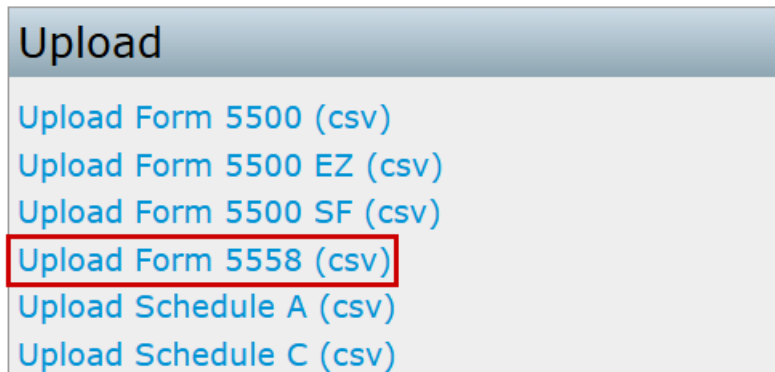 Upload
Upload Form 5500 (csv)
Upload Form 5500 EZ (csv)
Upload Form 5500 SF (csv)
Upload Form 5558 (csv)
Upload Schedule A (csv)
Upload Schedule C (csv)